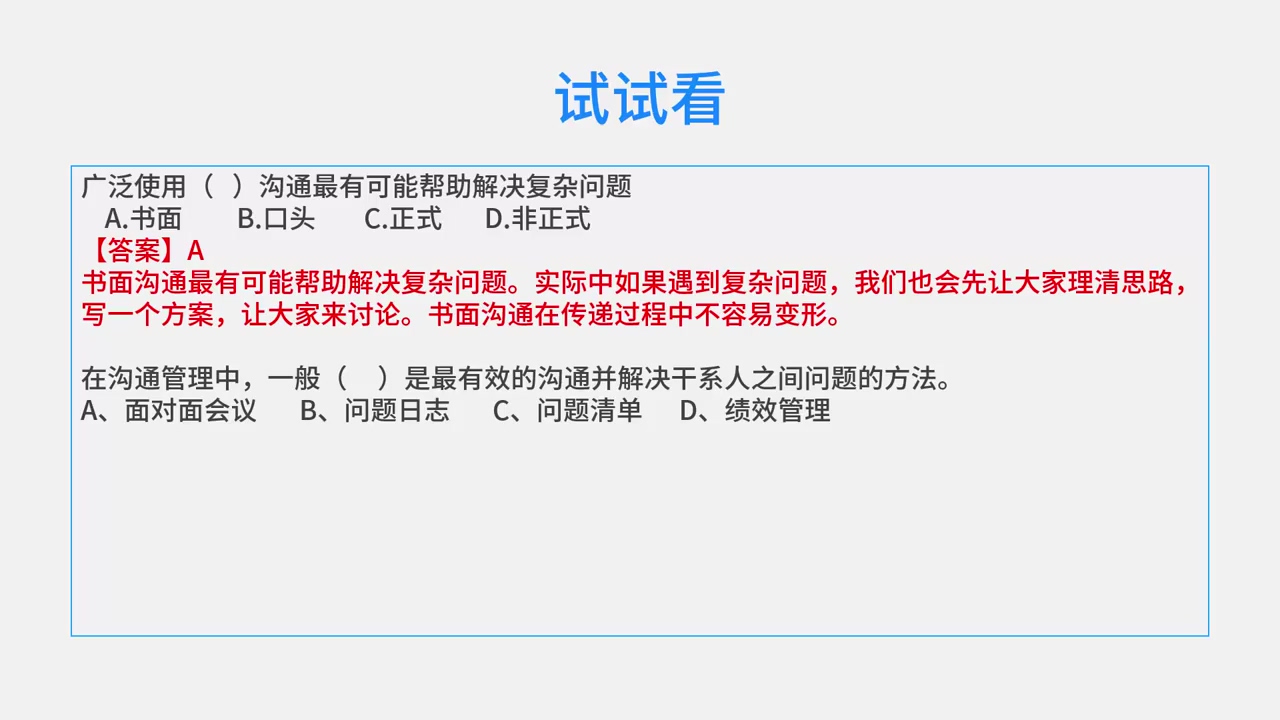 试试看
广泛使用（ ）沟通最有可能帮助解决复杂问题
A.书面 B.口头 C.正式 D.非正式
【答案】A
书面沟通最有可能帮助解决复杂问题。实际中如果遇到复杂问题，我们也会先让大家理清思路，
写一个方案，让大家来讨论。书面沟通在传递过程中不容易变形。
在沟通管理中，一般（ ）是最有效的沟通并解决干系人之间问题的方法。
A、面对面会议 B、问题日志 C、问题清单 D、绩效管理